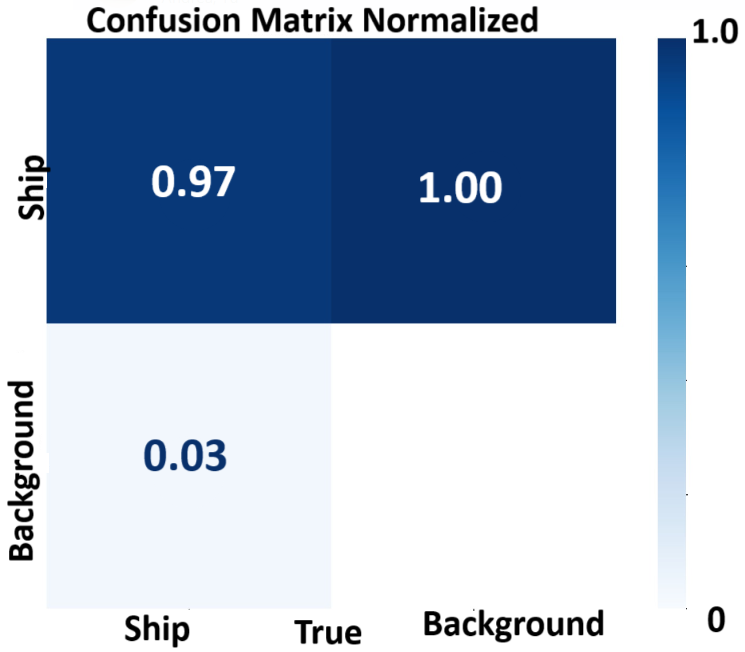 Confusion Matrix Normalized
1.0
Ship
0.97
1.00
Background
0.03
0
Ship
True
Background